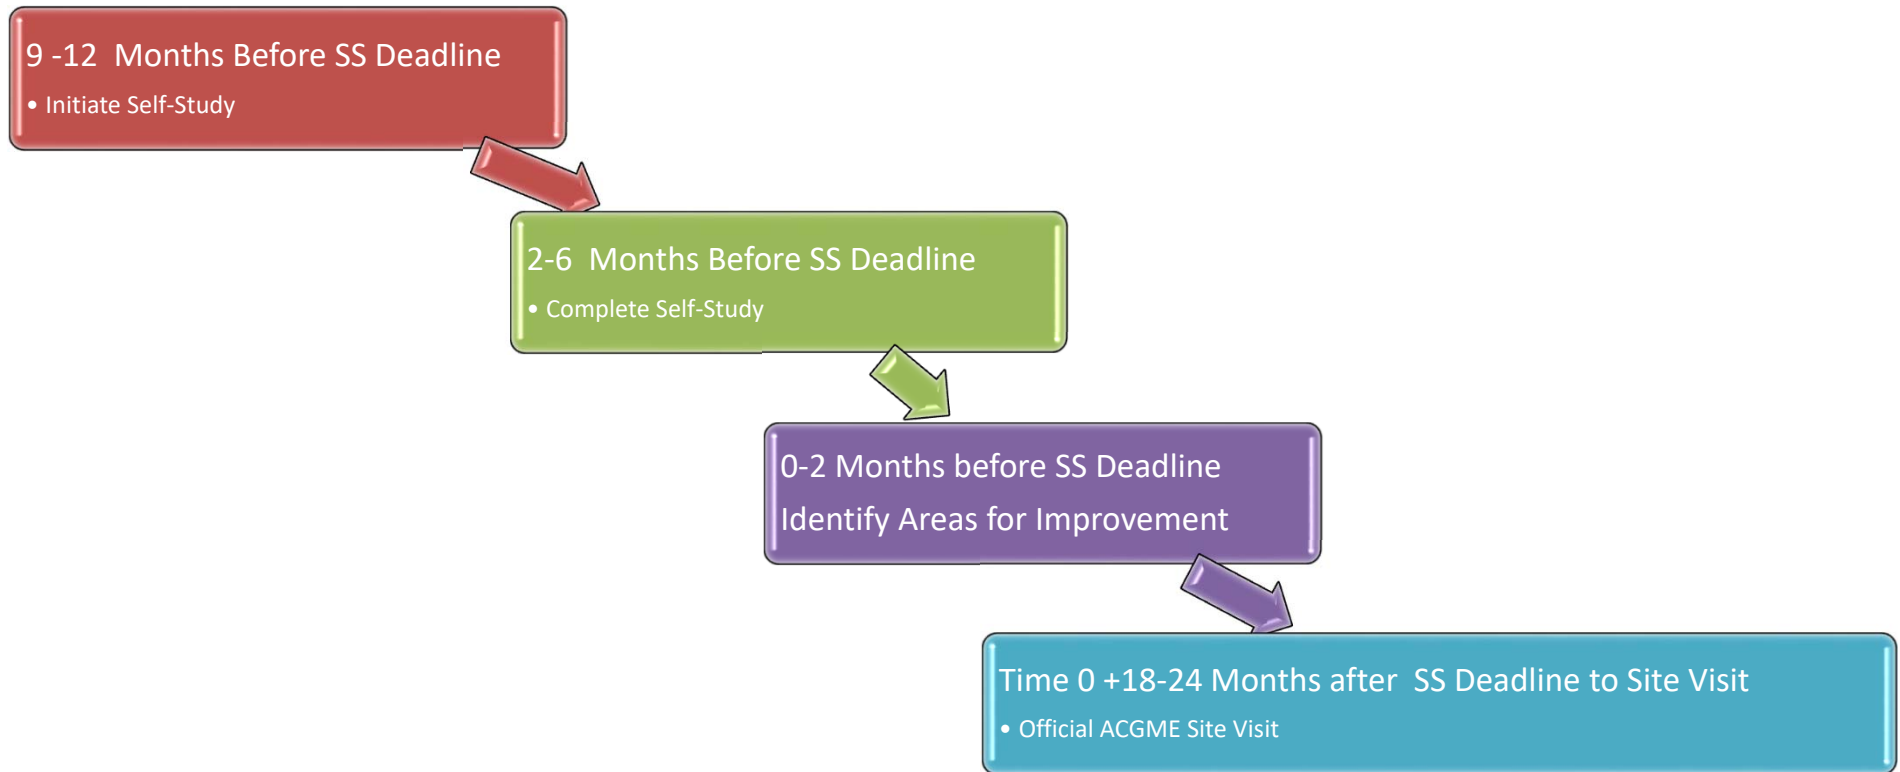 9 -12  Months Before SS Deadline
• Initiate Self-Study
2-6  Months Before SS Deadline
• Complete Self-Study
0-2 Months before SS Deadline
Identify Areas for Improvement
Time 0 +18-24 Months after  SS Deadline to Site Visit
• Official ACGME Site Visit